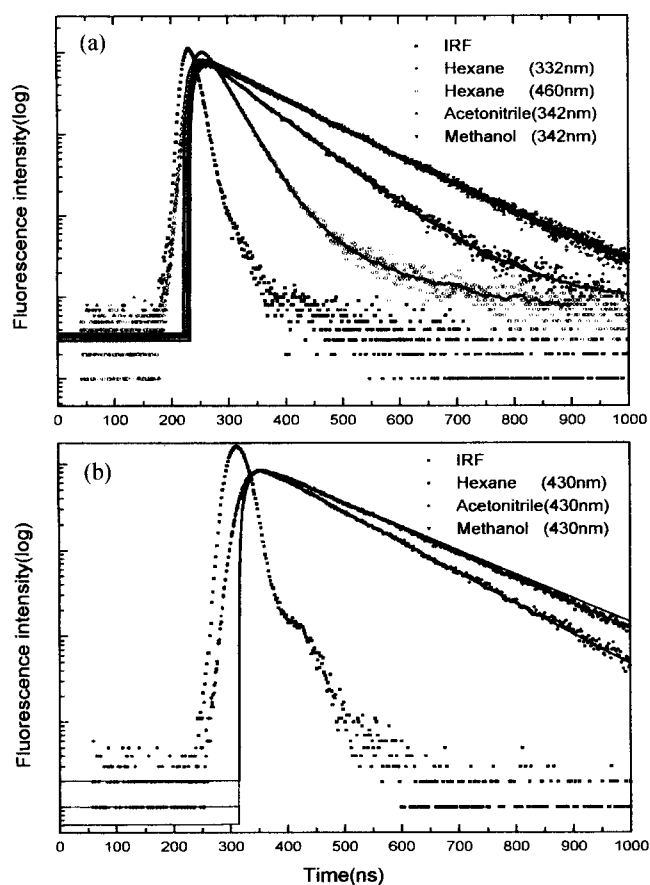 (a)
IRF
Hexane (332nm)
Hexane (460nm)
Acetonitrile(342nm)
Methanol (342nm)
Fluorescence intensity(log)
0 100 200 300 400 500 600 700 800 900 1000
(b)
IRF
Hexane (430nm)
Acetonitrile(430nm)
Methanol (430nm)
Fluorescence intensity(log)
0 100 200 300 400 500 600 700 800 900 1000
Time(ns)